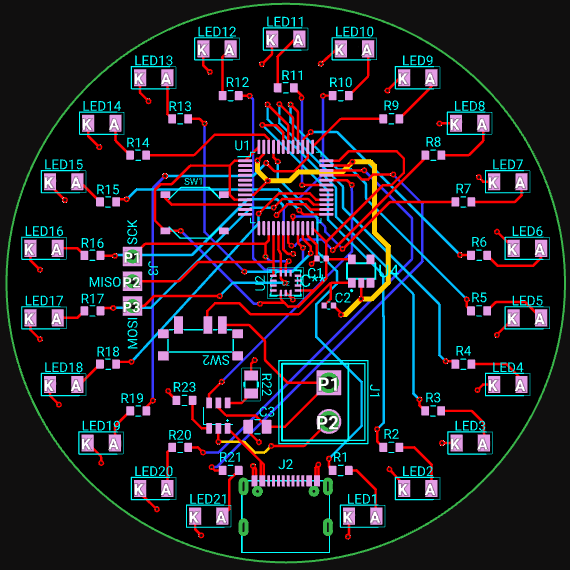 LED11
K A
LED12
K A
LED10
K A
LED13
K A
LED9
K A
R12
R11
R10
LED14
K A
R13
R9
LED8
K A
U1
R14
R8
LED15
K A
SW1
LED7
K A
R15
R7
LED16
K A
SCK
LED6
K A
R16
P1
J3
R6
MISO
P2
U2
C1
LED17
K A
R17
P3
MOSI
C2
R5
LED5
K A
R18
SW2
R4
LED18
K A
R22
P1
J1
LED4
K A
R23
R19
C3
P2
R3
LED19
K A
R20
R2
LED3
K A
R21
J2
R1
LED20
K A
LED2
K A
LED21
K A
LED1
K A